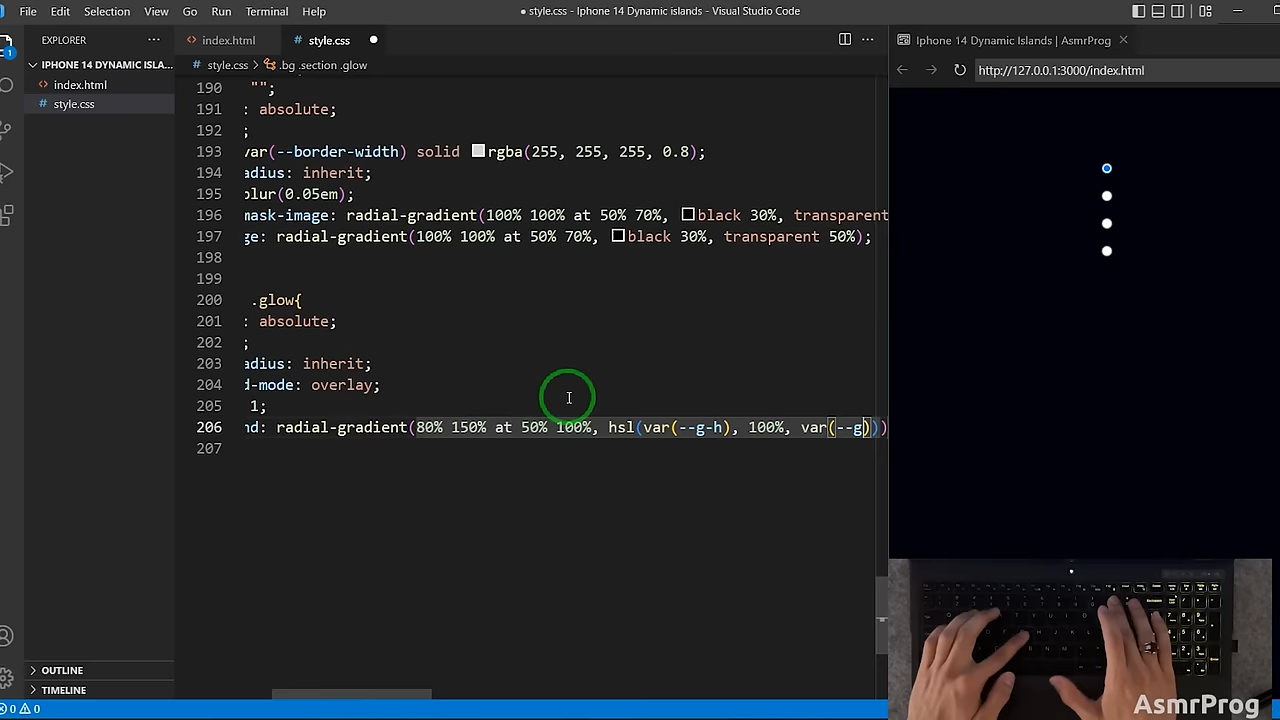 File Edit Selection View Go Run Terminal Help
● style.css - Iphone 14 Dynamic islands - Visual Studio Code
EXPLORER ···
IPHONE 14 DYNAMIC ISLA...
<> index.html
# style.css
OUTLINE
TIMELINE
1
0 0
<> index.html # style.css ●
# style.css > .bg .section .glow
190 "";
191 : absolute;
192 ;
193 var(--border-width) solid rgba(255, 255, 255, 0.8);
194 adius: inherit;
195 blur(0.05em);
196 mask-image: radial-gradient(100% 100% at 50% 70%, black 30%, transparent
197 ge: radial-gradient(100% 100% at 50% 70%, black 30%, transparent 50%);
198
199
200 .glow{
201 : absolute;
202 ;
203 adius: inherit;
204 d-mode: overlay;
205 1;
206 nd: radial-gradient(80% 150% at 50% 100%, hsl(var(--g-h), 100%, var(--g)))
207
Iphone 14 Dynamic Islands | AsmrProg
http://127.0.0.1:3000/index.html
AsmrProg